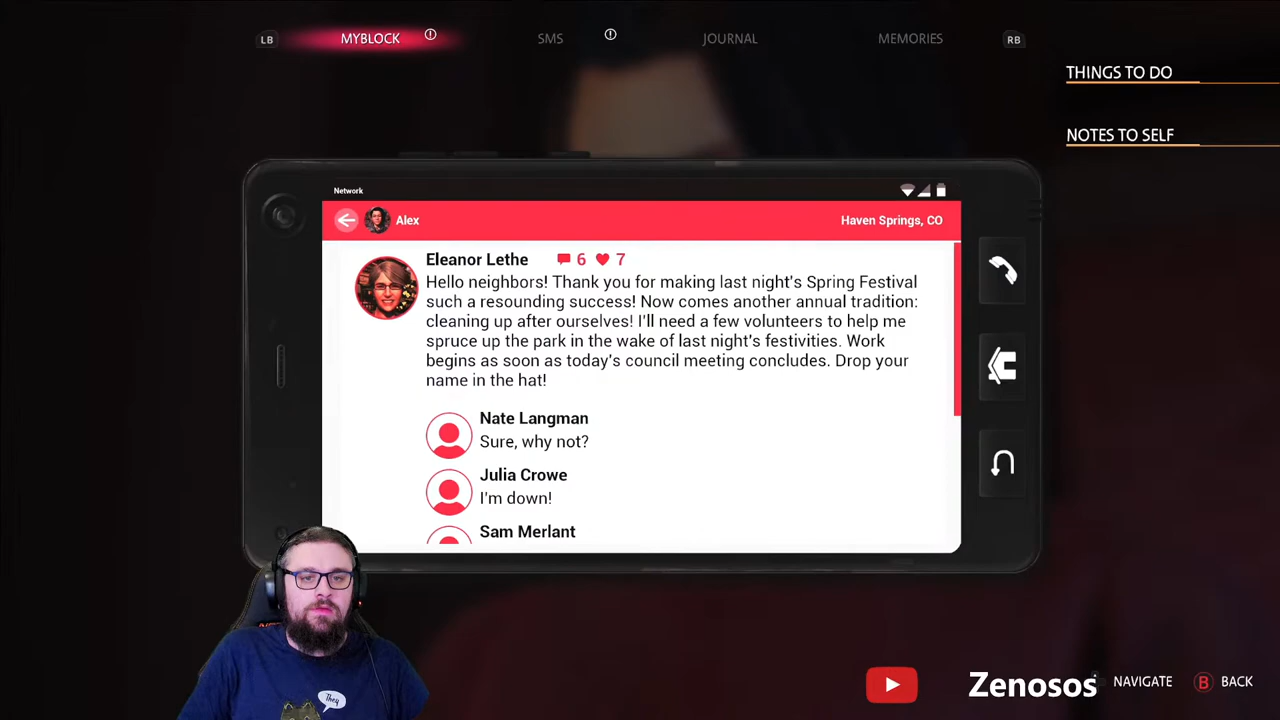 LB
MYBLOCK
SMS
JOURNAL
MEMORIES
RB
THINGS TO DO
NOTES TO SELF
Network
Alex
Haven Springs, CO
Eleanor Lethe 6 7
Hello neighbors! Thank you for making last night's Spring Festival
such a resounding success! Now comes another annual tradition:
cleaning up after ourselves! I'll need a few volunteers to help me
spruce up the park in the wake of last night's festivities. Work
begins as soon as today's council meeting concludes. Drop your
name in the hat!
Nate Langman
Sure, why not?
Julia Crowe
I'm down!
Sam Merlant
They
Zenosos
NAVIGATE
B BACK